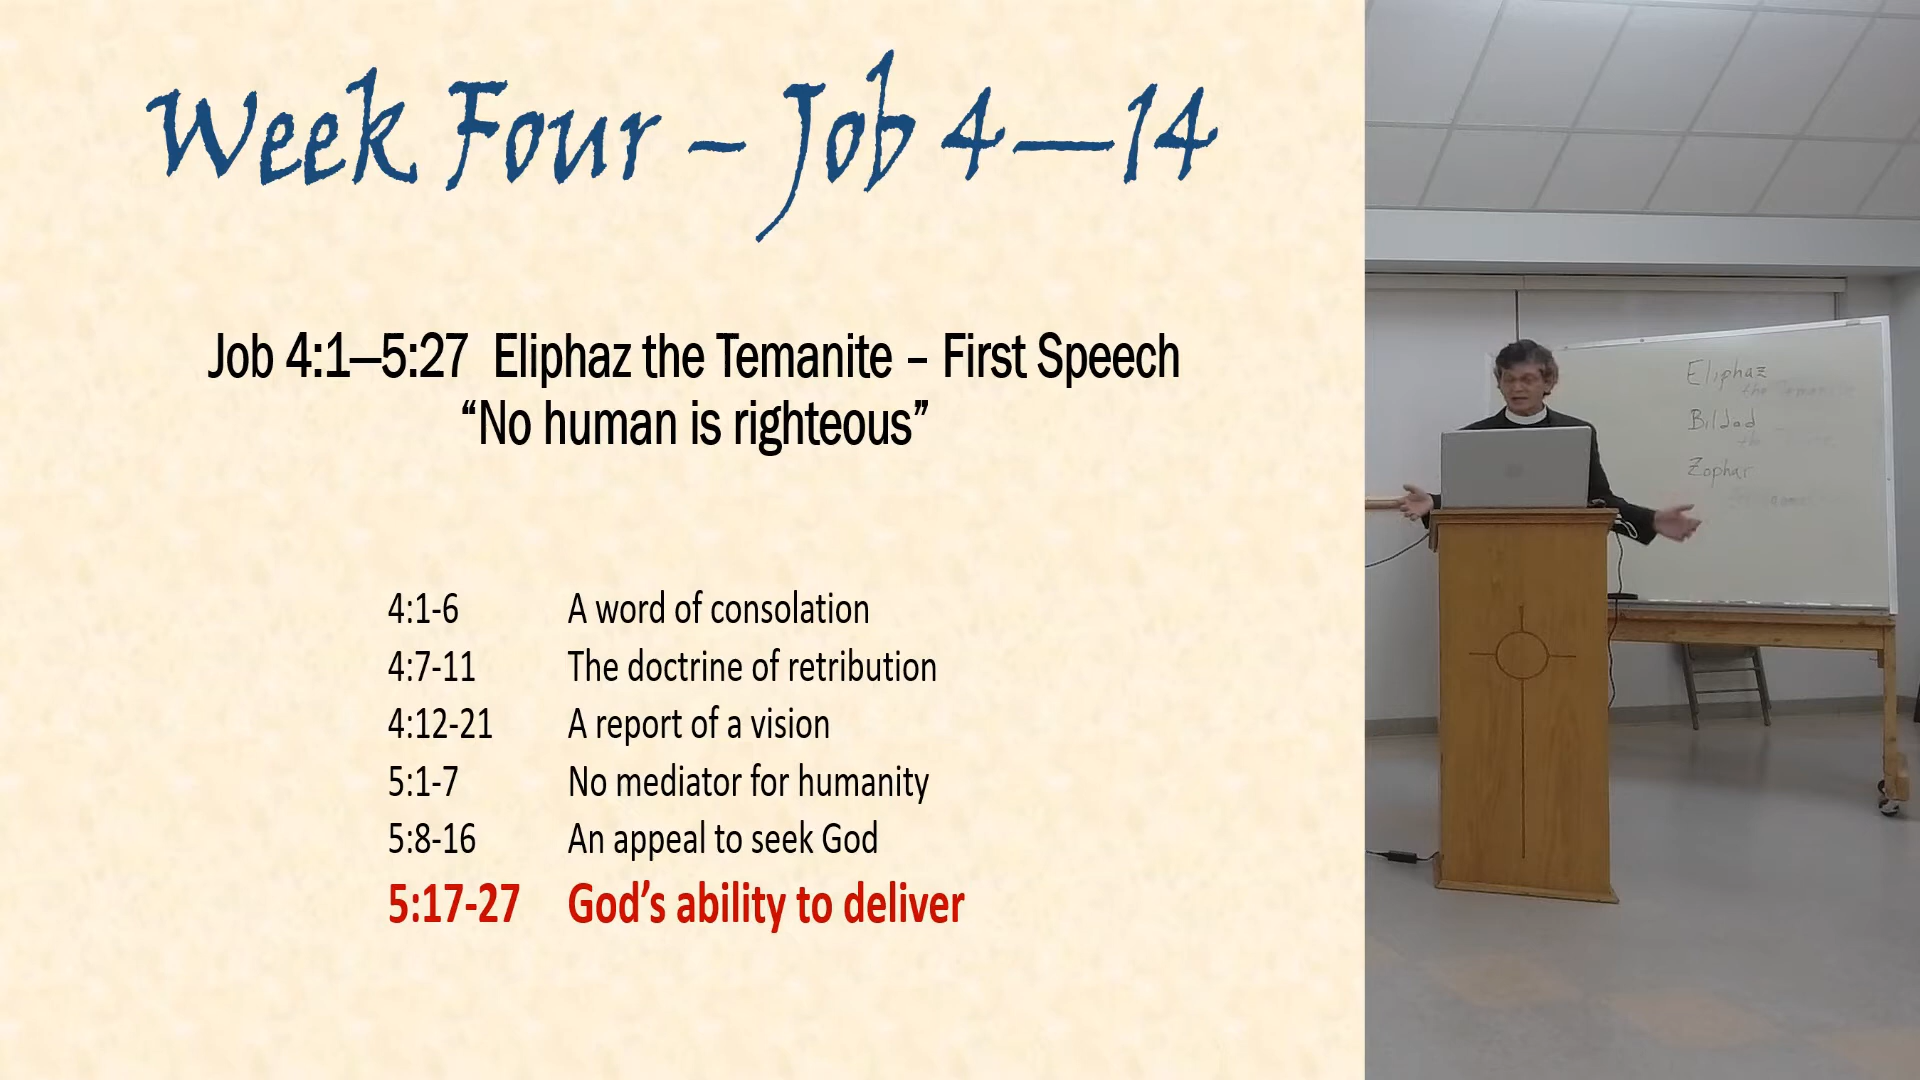 Week Four – Job 4—14
Job 4:1—5:27 Eliphaz the Temanite – First Speech
“No human is righteous”
4:1-6 A word of consolation
4:7-11 The doctrine of retribution
4:12-21 A report of a vision
5:1-7 No mediator for humanity
5:8-16 An appeal to seek God
5:17-27 God’s ability to deliver
Eliphaz
the Temanite
Bildad
the
Zophar